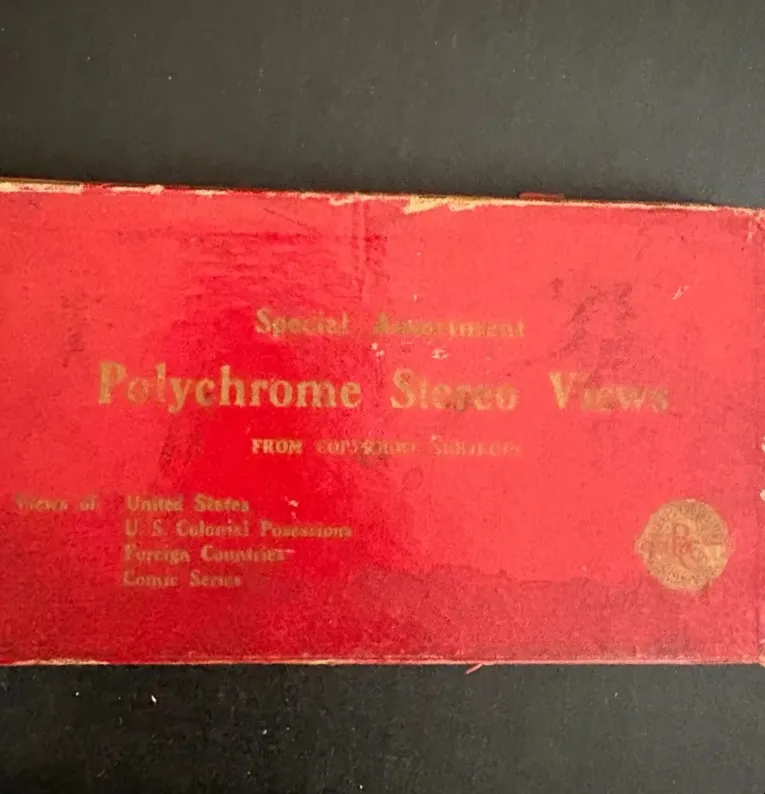 Special Assortment
Polychrome Stereo Views
FROM COPYRIGHT SUBJECTS
Views of United States
U. S. Colonial Posessions
Foreign Countries
Comic Series